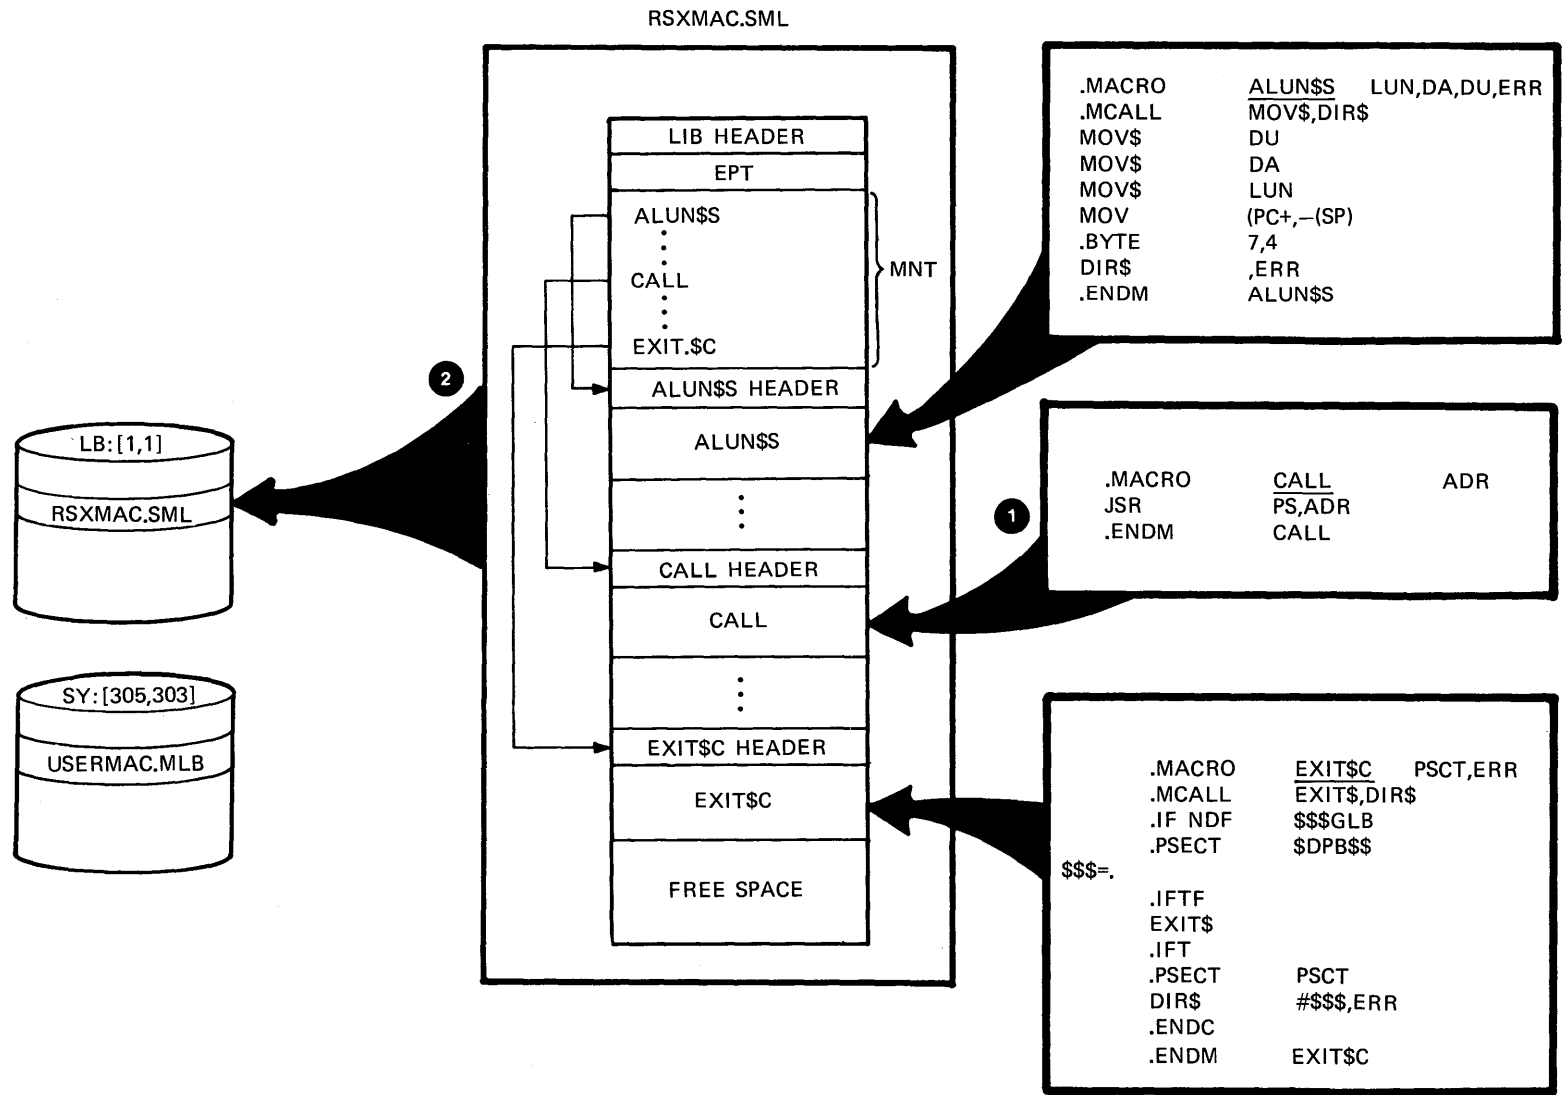 RSXMAC.SML
LIB HEADER
EPT
ALUN$S
CALL
EXIT.$C
MNT
ALUN$S HEADER
ALUN$S
CALL HEADER
CALL
EXIT$C HEADER
EXIT$C
FREE SPACE
2
LB:[1,1]
RSXMAC.SML
SY:[305,303]
USERMAC.MLB
.MACRO ALUN$S LUN,DA,DU,ERR
.MCALL MOV$,DIR$
MOV$ DU
MOV$ DA
MOV$ LUN
MOV (PC+,−(SP)
.BYTE 7,4
DIR$ ,ERR
.ENDM ALUN$S
1
.MACRO CALL ADR
JSR PS,ADR
.ENDM CALL
.MACRO EXIT$C PSCT,ERR
.MCALL EXIT$,DIR$
.IF NDF $$$GLB
.PSECT $DPB$$
$$$=.
.IFTF
EXIT$
.IFT
.PSECT PSCT
DIR$ #$$$,ERR
.ENDC
.ENDM EXIT$C